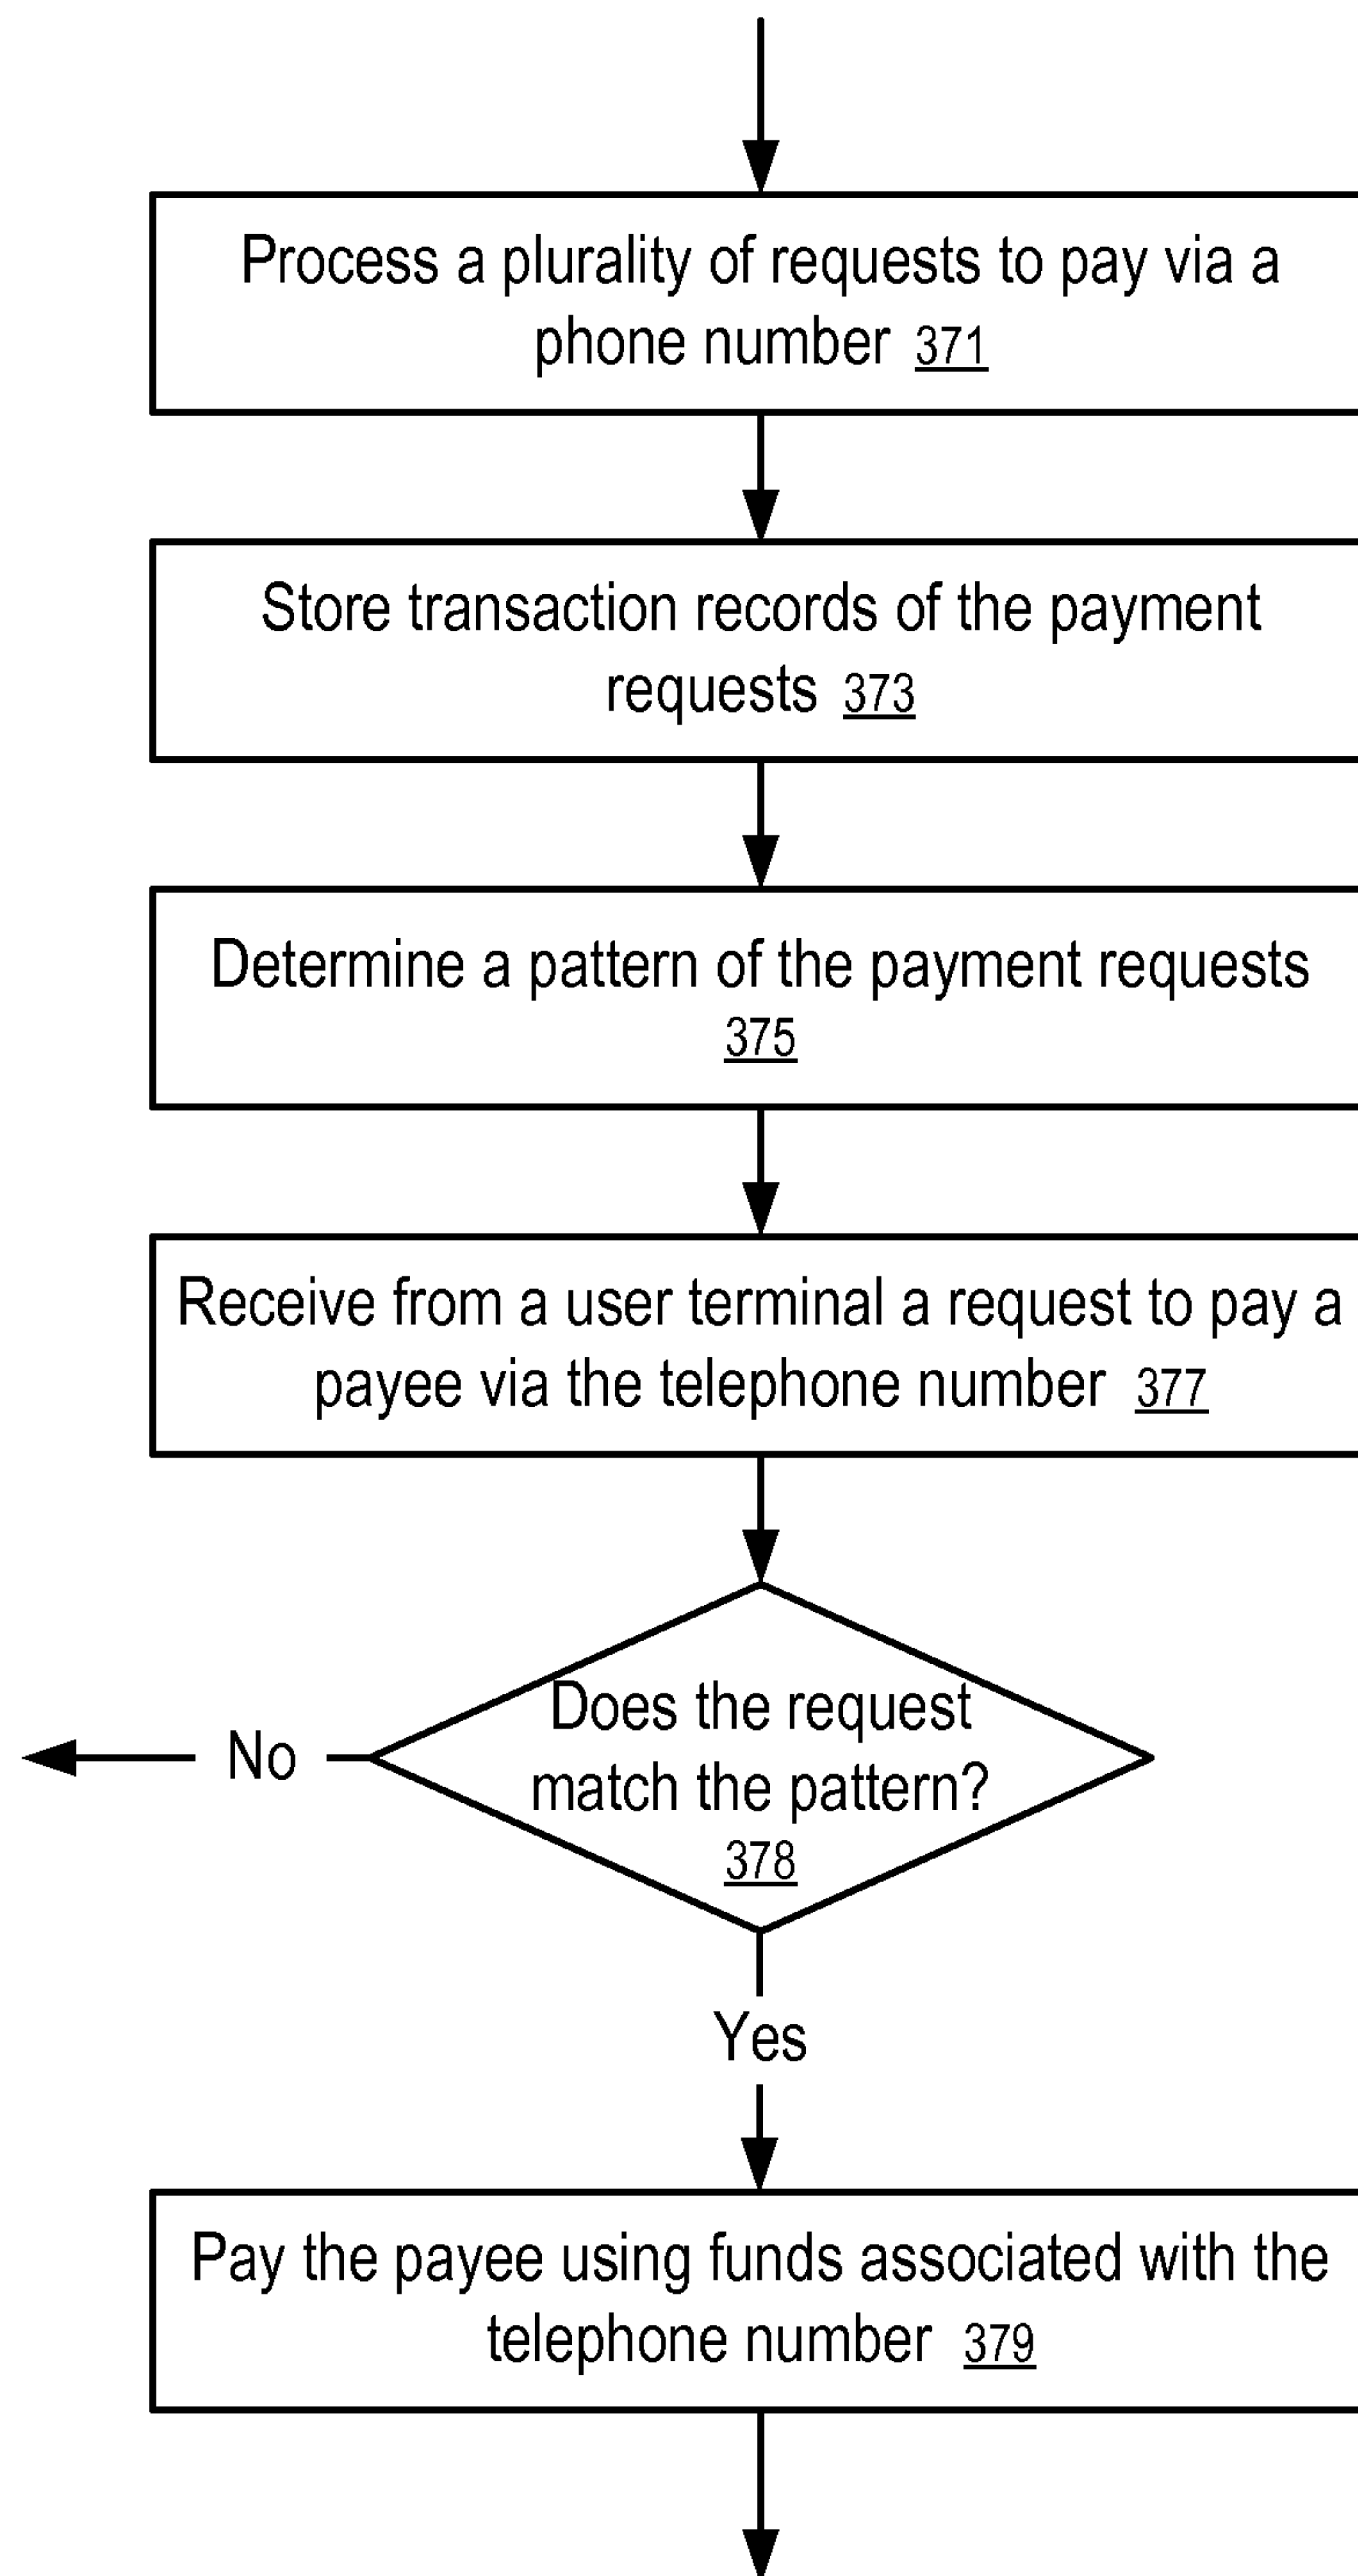 Process a plurality of requests to pay via a
phone number 371
Store transaction records of the payment
requests 373
Determine a pattern of the payment requests
375
Receive from a user terminal a request to pay a
payee via the telephone number 377
Does the request
match the pattern?
378
No
Yes
Pay the payee using funds associated with the
telephone number 379